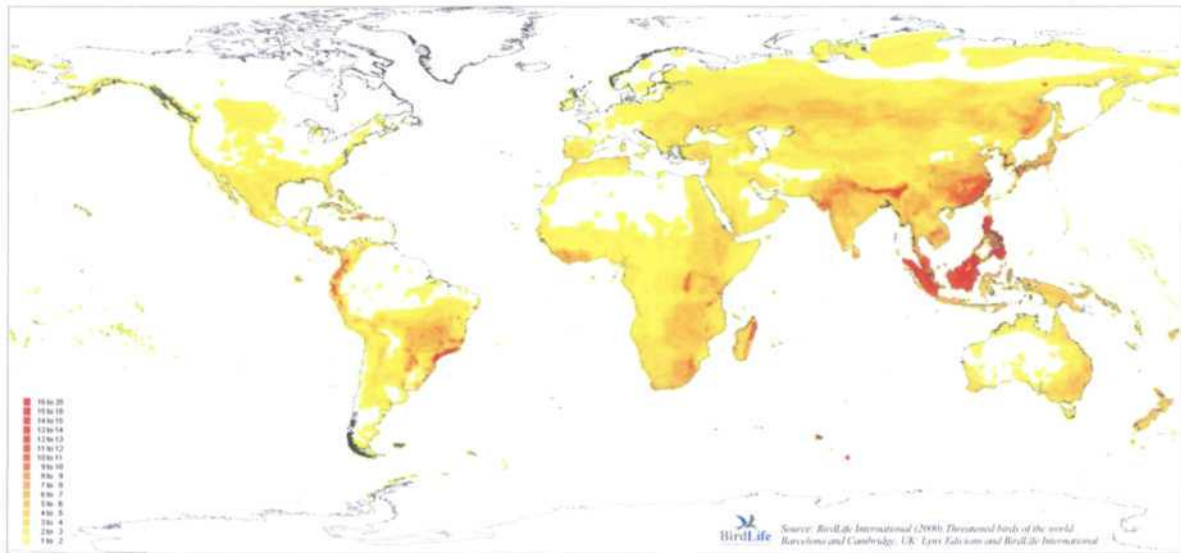 15 to 16
14 to 15
13 to 14
12 to 13
11 to 12
10 to 11
9 to 10
8 to 9
7 to 8
6 to 7
5 to 6
4 to 5
3 to 4
2 to 3
1 to 2
BirdLife
Source: BirdLife International (2000) Threatened birds of the world
Barcelona and Cambridge, UK: Lynx Edicions and BirdLife International